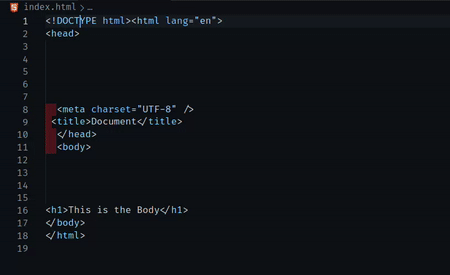 index.html > ...
1 <!DOCTYPE html><html lang="en">
2 <head>
3
4
5
6
7
8 <meta charset="UTF-8" />
9 <title>Document</title>
10 </head>
11 <body>
12
13
14
15
16 <h1>This is the Body</h1>
17 </body>
18 </html>
19